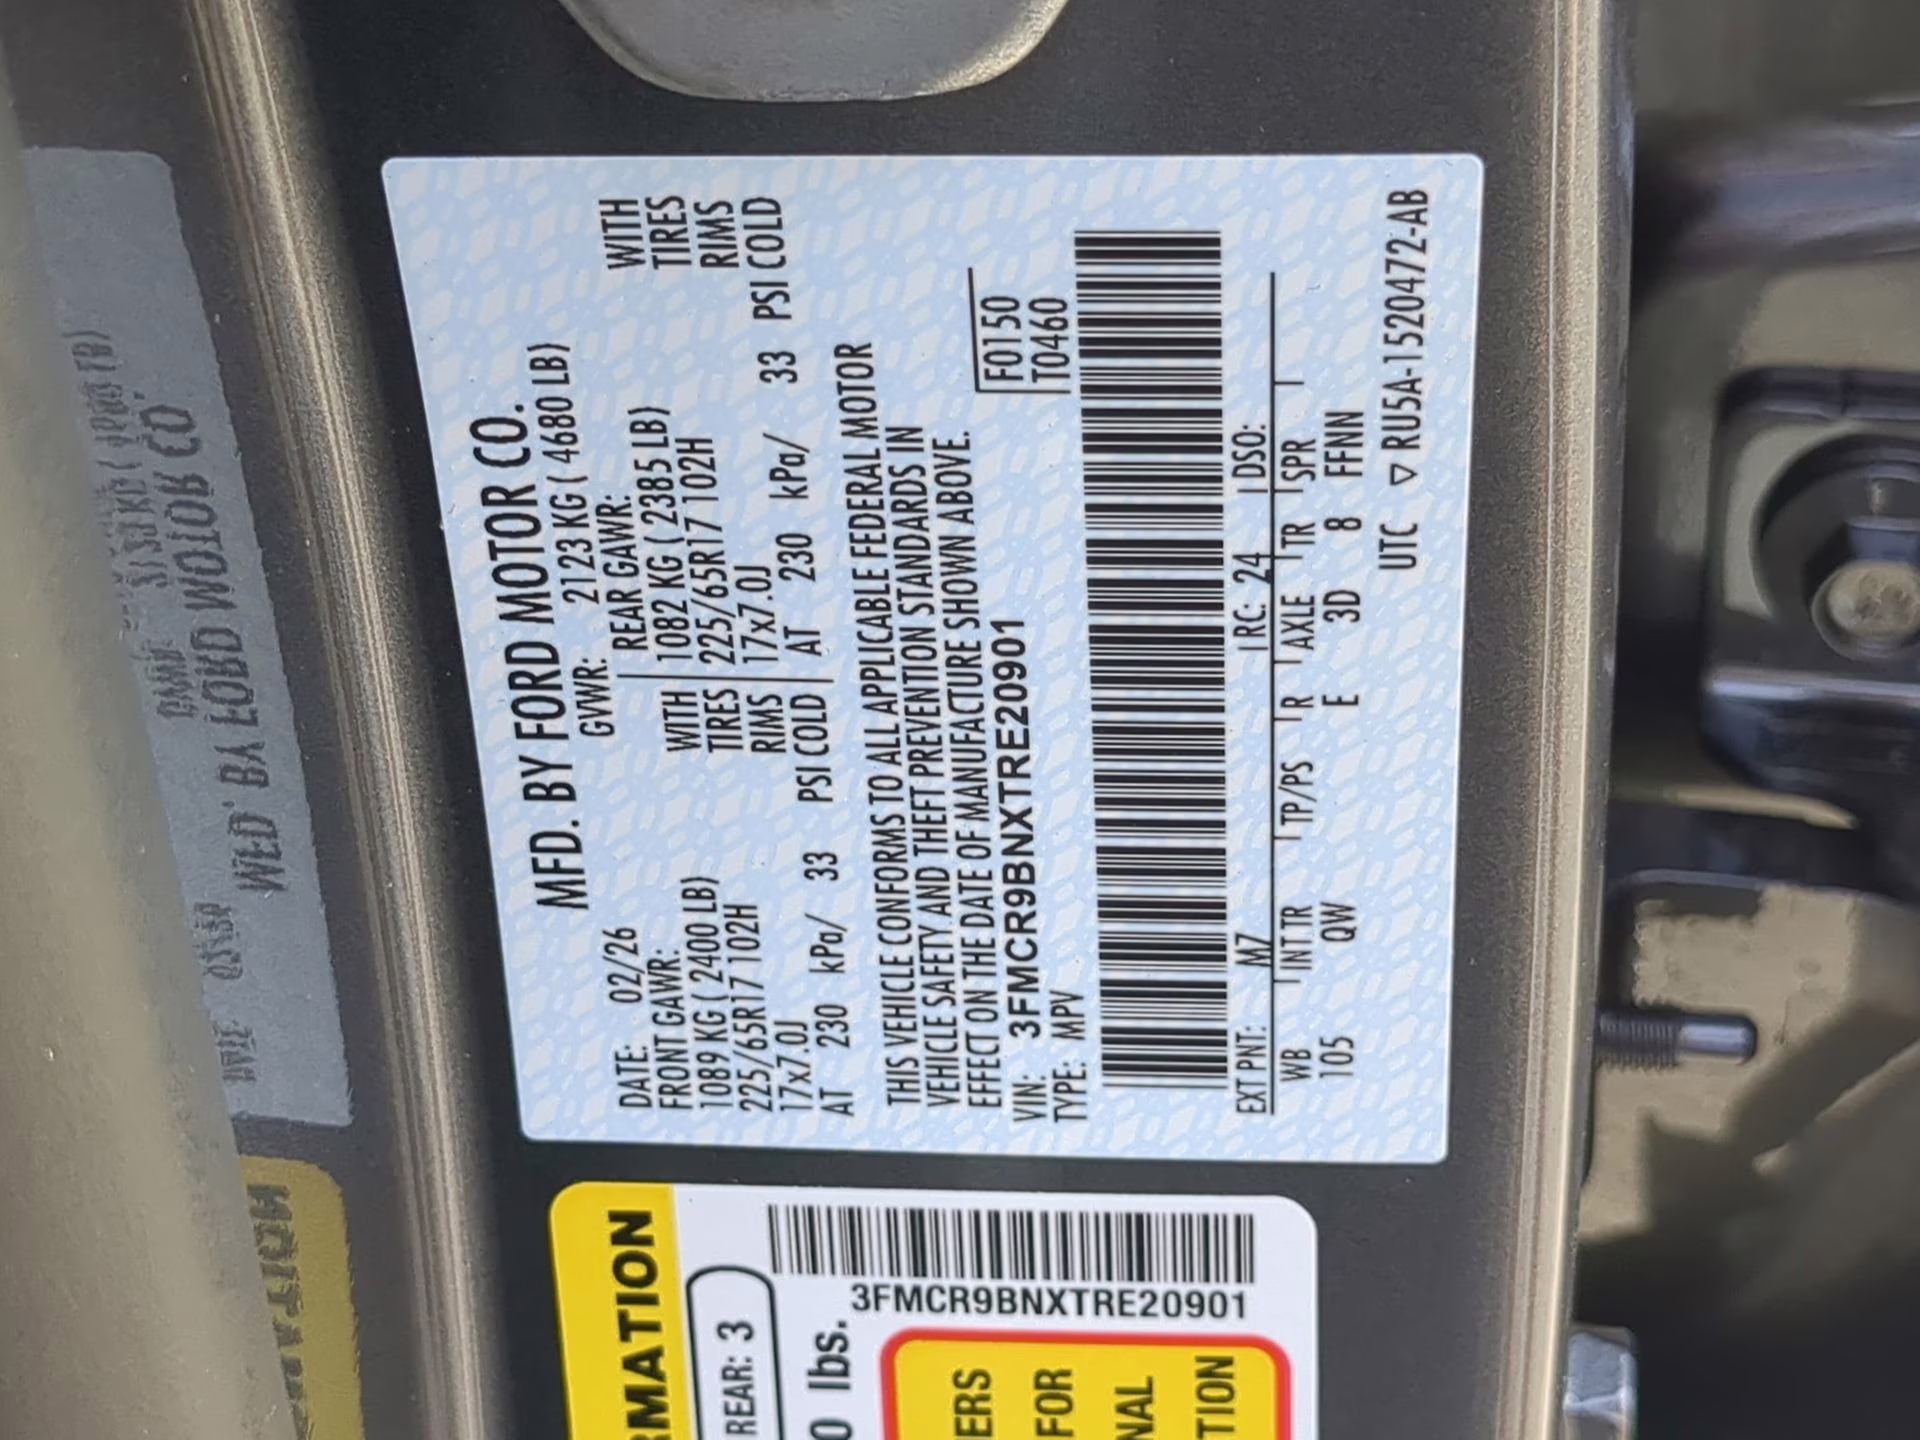 MFD. BY FORD MOTOR CO.
DATE: 02/26 GVWR: 2123 KG ( 4680 LB)
FRONT GAWR: REAR GAWR:
1089 KG ( 2400 LB) WITH 1082 KG ( 2385 LB) WITH
225/65R17 102H TIRES 225/65R17 102H TIRES
17x7.0J RIMS 17x7.0J RIMS
AT 230 kPa/ 33 PSI COLD AT 230 kPa/ 33 PSI COLD
THIS VEHICLE CONFORMS TO ALL APPLICABLE FEDERAL MOTOR
VEHICLE SAFETY AND THEFT PREVENTION STANDARDS IN
EFFECT ON THE DATE OF MANUFACTURE SHOWN ABOVE.
VIN: 3FMCR9BNXTRE20901 F0150
TYPE: MPV T0460
EXT PNT: M7 RC: 24 DSO:
WB INT TR TP/PS R AXLE TR SPR
105 QW E 3D 8 FFNN
UTC ▽ RU5A-1520472-AB
RMATION
REAR: 3
0 lbs.
3FMCR9BNXTRE20901
ERS
FOR
NAL
TION